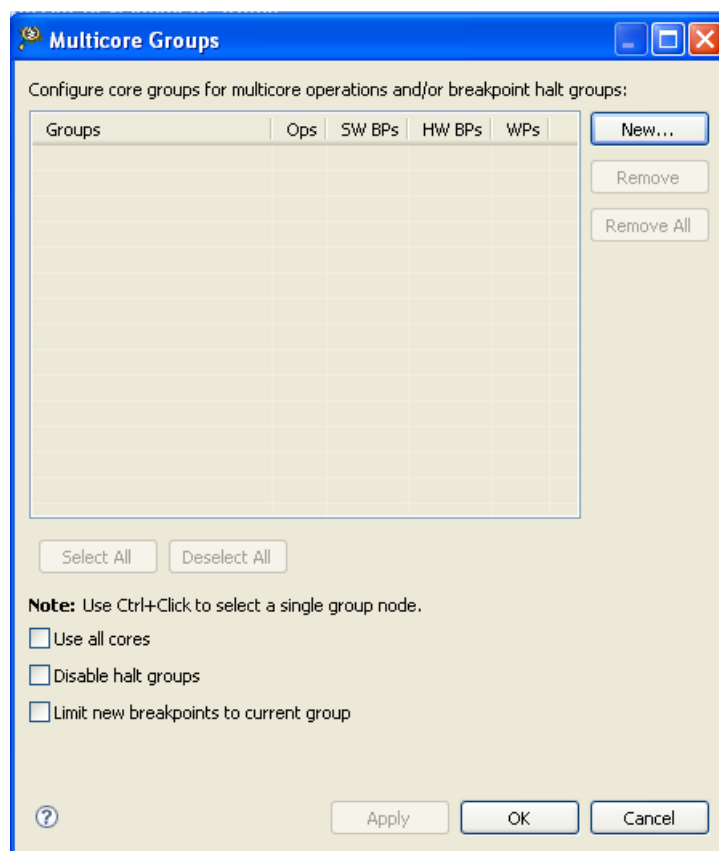 Multicore Groups
Configure core groups for multicore operations and/or breakpoint halt groups:
Groups Ops SW BPs HW BPs WPs
New...
Remove
Remove All
Select All Deselect All
Note: Use Ctrl+Click to select a single group node.
Use all cores
Disable halt groups
Limit new breakpoints to current group
? Apply OK Cancel